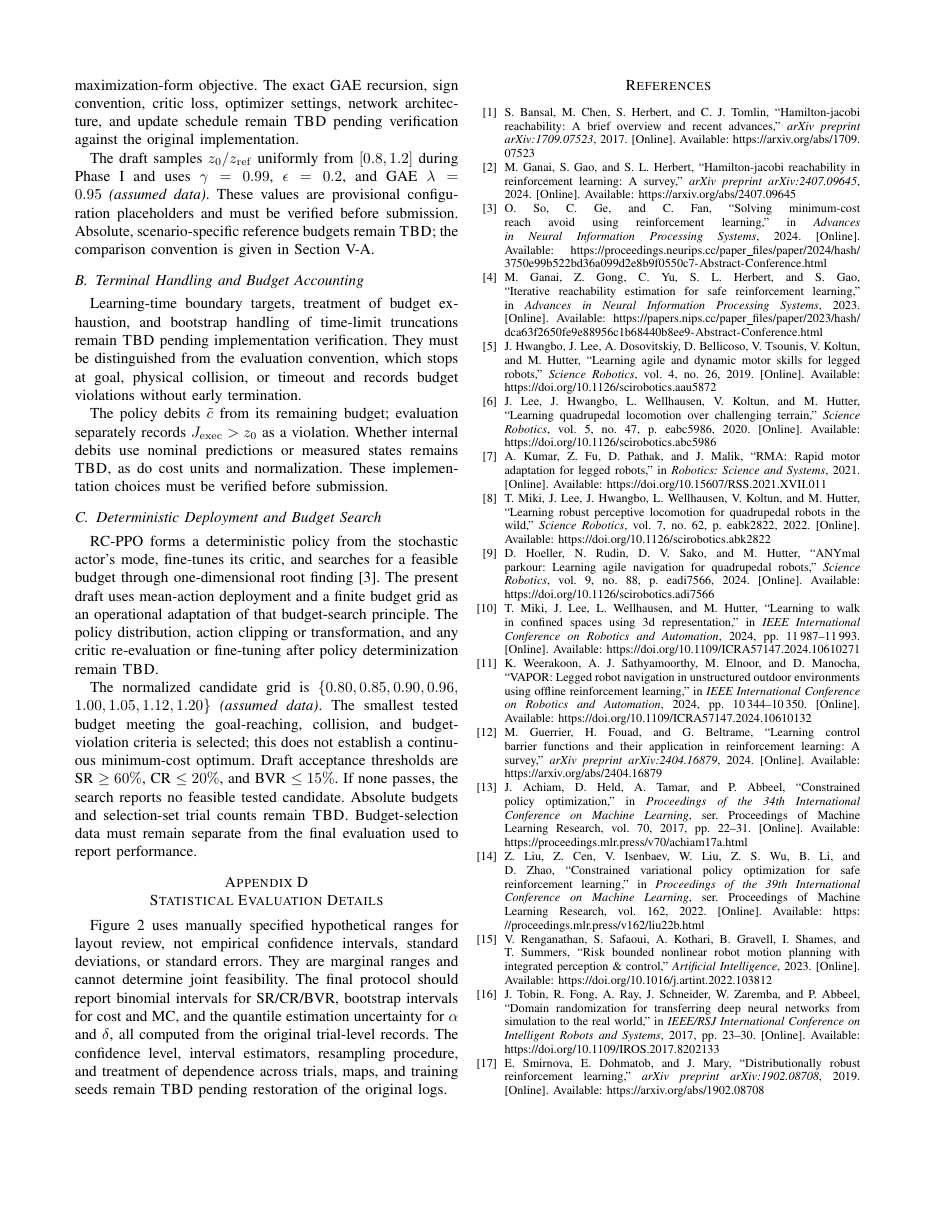 maximization-form objective. The exact GAE recursion, sign
convention, critic loss, optimizer settings, network architec-
ture, and update schedule remain TBD pending verification
against the original implementation.
The draft samples z₀/z_ref uniformly from [0.8, 1.2] during
Phase I and uses γ = 0.99, ϵ = 0.2, and GAE λ =
0.95 (assumed data). These values are provisional configu-
ration placeholders and must be verified before submission.
Absolute, scenario-specific reference budgets remain TBD; the
comparison convention is given in Section V-A.
B. Terminal Handling and Budget Accounting
Learning-time boundary targets, treatment of budget ex-
haustion, and bootstrap handling of time-limit truncations
remain TBD pending implementation verification. They must
be distinguished from the evaluation convention, which stops
at goal, physical collision, or timeout and records budget
violations without early termination.
The policy debits c̄ from its remaining budget; evaluation
separately records J_exec > z₀ as a violation. Whether internal
debits use nominal predictions or measured states remains
TBD, as do cost units and normalization. These implemen-
tation choices must be verified before submission.
C. Deterministic Deployment and Budget Search
RC-PPO forms a deterministic policy from the stochastic
actor's mode, fine-tunes its critic, and searches for a feasible
budget through one-dimensional root finding [3]. The present
draft uses mean-action deployment and a finite budget grid as
an operational adaptation of that budget-search principle. The
policy distribution, action clipping or transformation, and any
critic re-evaluation or fine-tuning after policy determinization
remain TBD.
The normalized candidate grid is {0.80, 0.85, 0.90, 0.96,
1.00, 1.05, 1.12, 1.20} (assumed data). The smallest tested
budget meeting the goal-reaching, collision, and budget-
violation criteria is selected; this does not establish a continu-
ous minimum-cost optimum. Draft acceptance thresholds are
SR ≥ 60%, CR ≤ 20%, and BVR ≤ 15%. If none passes, the
search reports no feasible tested candidate. Absolute budgets
and selection-set trial counts remain TBD. Budget-selection
data must remain separate from the final evaluation used to
report performance.
APPENDIX D
STATISTICAL EVALUATION DETAILS
Figure 2 uses manually specified hypothetical ranges for
layout review, not empirical confidence intervals, standard
deviations, or standard errors. They are marginal ranges and
cannot determine joint feasibility. The final protocol should
report binomial intervals for SR/CR/BVR, bootstrap intervals
for cost and MC, and the quantile estimation uncertainty for α
and δ, all computed from the original trial-level records. The
confidence level, interval estimators, resampling procedure,
and treatment of dependence across trials, maps, and training
seeds remain TBD pending restoration of the original logs.
REFERENCES
[1] S. Bansal, M. Chen, S. Herbert, and C. J. Tomlin, “Hamilton-jacobi
reachability: A brief overview and recent advances,” arXiv preprint
arXiv:1709.07523, 2017. [Online]. Available: https://arxiv.org/abs/1709.
07523
[2] M. Ganai, S. Gao, and S. L. Herbert, “Hamilton-jacobi reachability in
reinforcement learning: A survey,” arXiv preprint arXiv:2407.09645,
2024. [Online]. Available: https://arxiv.org/abs/2407.09645
[3] O. So, C. Ge, and C. Fan, “Solving minimum-cost
reach avoid using reinforcement learning,” in Advances
in Neural Information Processing Systems, 2024. [Online].
Available: https://proceedings.neurips.cc/paper_files/paper/2024/hash/
3750e99b522bd36a099d2e8b9f0550c7-Abstract-Conference.html
[4] M. Ganai, Z. Gong, C. Yu, S. L. Herbert, and S. Gao,
“Iterative reachability estimation for safe reinforcement learning,”
in Advances in Neural Information Processing Systems, 2023.
[Online]. Available: https://papers.nips.cc/paper_files/paper/2023/hash/
dca63f2650fe9e88956c1b68440b8ee9-Abstract-Conference.html
[5] J. Hwangbo, J. Lee, A. Dosovitskiy, D. Bellicoso, V. Tsounis, V. Koltun,
and M. Hutter, “Learning agile and dynamic motor skills for legged
robots,” Science Robotics, vol. 4, no. 26, 2019. [Online]. Available:
https://doi.org/10.1126/scirobotics.aau5872
[6] J. Lee, J. Hwangbo, L. Wellhausen, V. Koltun, and M. Hutter,
“Learning quadrupedal locomotion over challenging terrain,” Science
Robotics, vol. 5, no. 47, p. eabc5986, 2020. [Online]. Available:
https://doi.org/10.1126/scirobotics.abc5986
[7] A. Kumar, Z. Fu, D. Pathak, and J. Malik, “RMA: Rapid motor
adaptation for legged robots,” in Robotics: Science and Systems, 2021.
[Online]. Available: https://doi.org/10.15607/RSS.2021.XVII.011
[8] T. Miki, J. Lee, J. Hwangbo, L. Wellhausen, V. Koltun, and M. Hutter,
“Learning robust perceptive locomotion for quadrupedal robots in the
wild,” Science Robotics, vol. 7, no. 62, p. eabk2822, 2022. [Online].
Available: https://doi.org/10.1126/scirobotics.abk2822
[9] D. Hoeller, N. Rudin, D. V. Sako, and M. Hutter, “ANYmal
parkour: Learning agile navigation for quadrupedal robots,” Science
Robotics, vol. 9, no. 88, p. eadi7566, 2024. [Online]. Available:
https://doi.org/10.1126/scirobotics.adi7566
[10] T. Miki, J. Lee, L. Wellhausen, and M. Hutter, “Learning to walk
in confined spaces using 3d representation,” in IEEE International
Conference on Robotics and Automation, 2024, pp. 11 987–11 993.
[Online]. Available: https://doi.org/10.1109/ICRA57147.2024.10610271
[11] K. Weerakoon, A. J. Sathyamoorthy, M. Elnoor, and D. Manocha,
“VAPOR: Legged robot navigation in unstructured outdoor environments
using offline reinforcement learning,” in IEEE International Conference
on Robotics and Automation, 2024, pp. 10 344–10 350. [Online].
Available: https://doi.org/10.1109/ICRA57147.2024.10610132
[12] M. Guerrier, H. Fouad, and G. Beltrame, “Learning control
barrier functions and their application in reinforcement learning: A
survey,” arXiv preprint arXiv:2404.16879, 2024. [Online]. Available:
https://arxiv.org/abs/2404.16879
[13] J. Achiam, D. Held, A. Tamar, and P. Abbeel, “Constrained
policy optimization,” in Proceedings of the 34th International
Conference on Machine Learning, ser. Proceedings of Machine
Learning Research, vol. 70, 2017, pp. 22–31. [Online]. Available:
https://proceedings.mlr.press/v70/achiam17a.html
[14] Z. Liu, Z. Cen, V. Isenbaev, W. Liu, Z. S. Wu, B. Li, and
D. Zhao, “Constrained variational policy optimization for safe
reinforcement learning,” in Proceedings of the 39th International
Conference on Machine Learning, ser. Proceedings of Machine
Learning Research, vol. 162, 2022. [Online]. Available: https:
//proceedings.mlr.press/v162/liu22b.html
[15] V. Renganathan, S. Safaoui, A. Kothari, B. Gravell, I. Shames, and
T. Summers, “Risk bounded nonlinear robot motion planning with
integrated perception & control,” Artificial Intelligence, 2023. [Online].
Available: https://doi.org/10.1016/j.artint.2022.103812
[16] J. Tobin, R. Fong, A. Ray, J. Schneider, W. Zaremba, and P. Abbeel,
“Domain randomization for transferring deep neural networks from
simulation to the real world,” in IEEE/RSJ International Conference on
Intelligent Robots and Systems, 2017, pp. 23–30. [Online]. Available:
https://doi.org/10.1109/IROS.2017.8202133
[17] E. Smirnova, E. Dohmatob, and J. Mary, “Distributionally robust
reinforcement learning,” arXiv preprint arXiv:1902.08708, 2019.
[Online]. Available: https://arxiv.org/abs/1902.08708